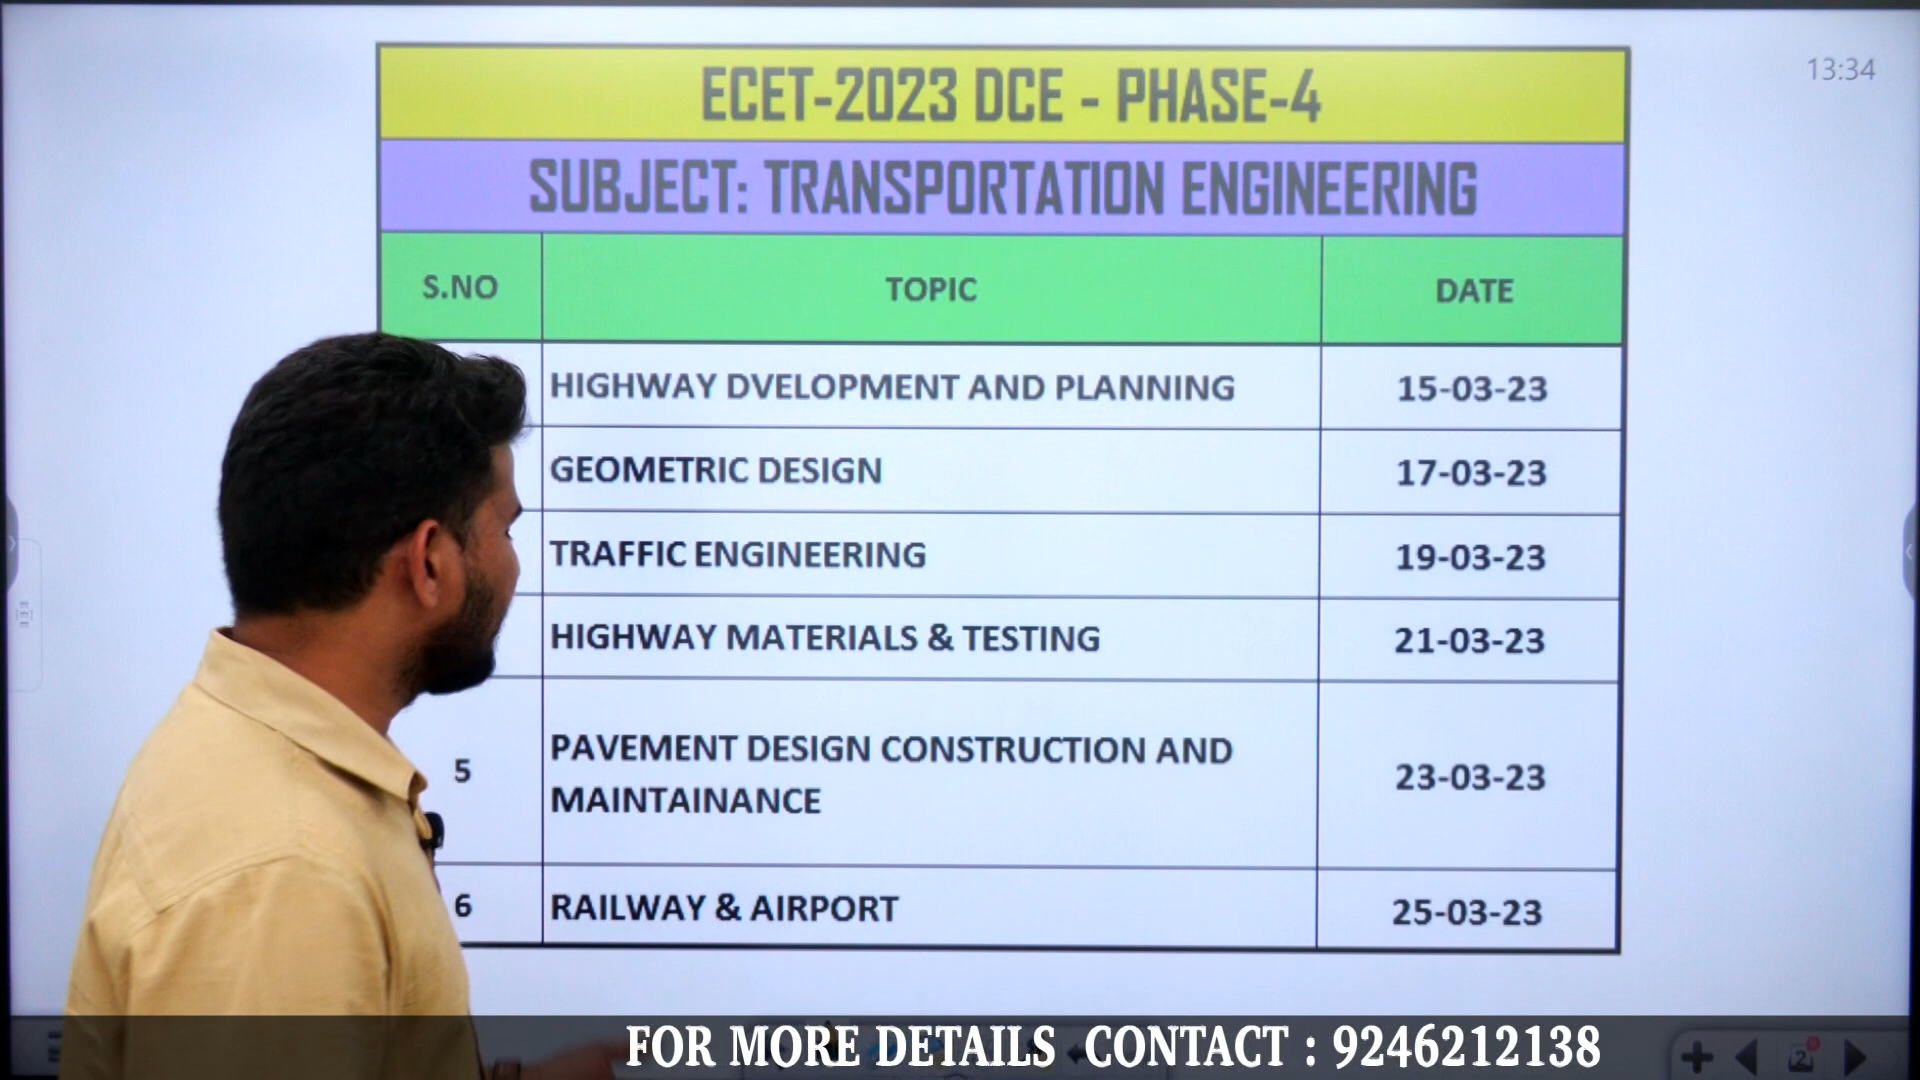 13:34
ECET-2023 DCE - PHASE-4
SUBJECT: TRANSPORTATION ENGINEERING
S.NO TOPIC DATE
HIGHWAY DVELOPMENT AND PLANNING 15-03-23
GEOMETRIC DESIGN 17-03-23
TRAFFIC ENGINEERING 19-03-23
HIGHWAY MATERIALS & TESTING 21-03-23
5 PAVEMENT DESIGN CONSTRUCTION AND MAINTAINANCE 23-03-23
6 RAILWAY & AIRPORT 25-03-23
FOR MORE DETAILS CONTACT : 9246212138
2